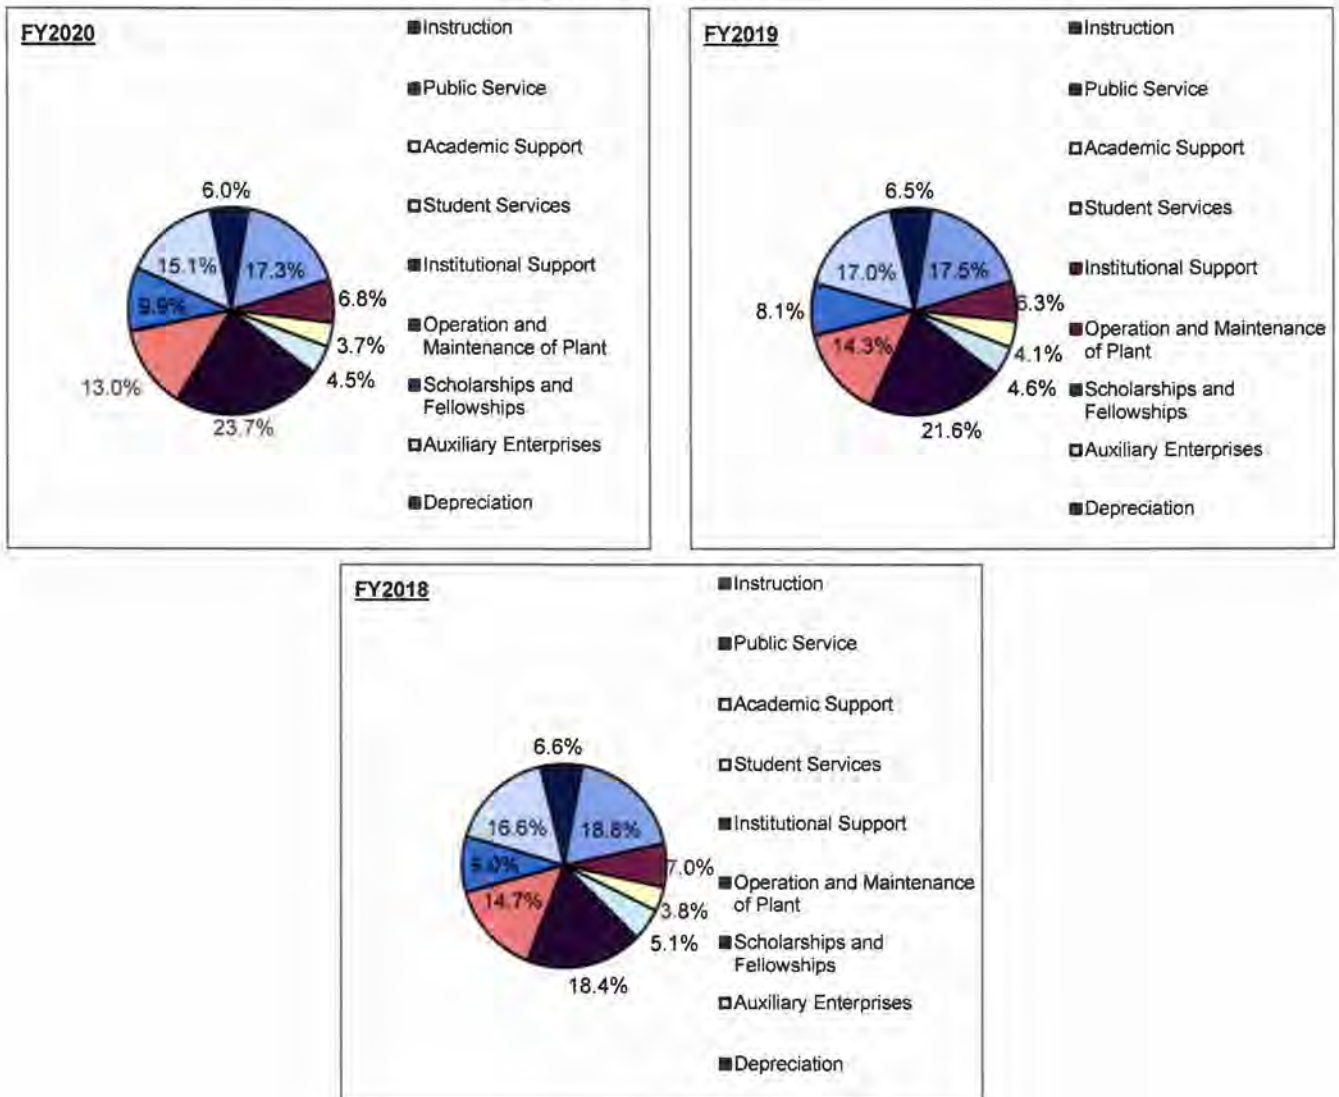 FY2020
Instruction
Public Service
Academic Support
Student Services
Institutional Support
Operation and
Maintenance of Plant
Scholarships and
Fellowships
Auxiliary Enterprises
Depreciation
6.0%
17.3%
6.8%
3.7%
4.5%
23.7%
13.0%
9.9%
15.1%
FY2019
Instruction
Public Service
Academic Support
Student Services
Institutional Support
Operation and Maintenance
of Plant
Scholarships and
Fellowships
Auxiliary Enterprises
Depreciation
6.5%
17.5%
6.3%
4.1%
4.6%
21.6%
14.3%
8.1%
17.0%
FY2018
Instruction
Public Service
Academic Support
Student Services
Institutional Support
Operation and Maintenance
of Plant
Scholarships and
Fellowships
Auxiliary Enterprises
Depreciation
6.6%
18.8%
7.0%
3.8%
5.1%
18.4%
14.7%
16.6%